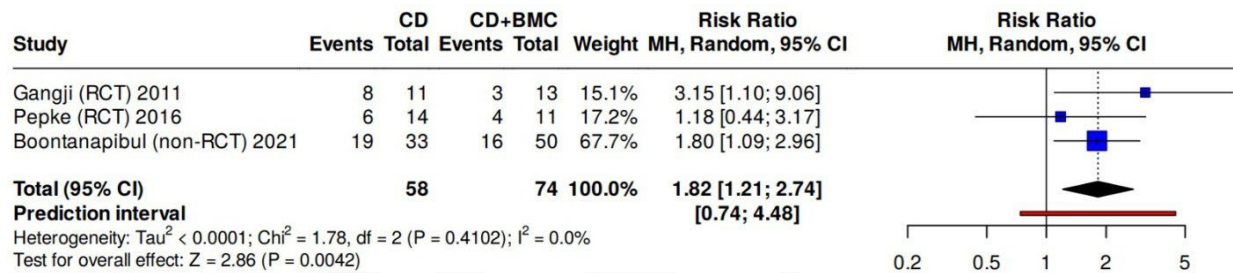 CD CD+BMC Risk Ratio Risk Ratio
Study Events Total Events Total Weight MH, Random, 95% CI MH, Random, 95% CI
Gangji (RCT) 2011 8 11 3 13 15.1% 3.15 [1.10; 9.06]
Pepke (RCT) 2016 6 14 4 11 17.2% 1.18 [0.44; 3.17]
Boontanapibul (non-RCT) 2021 19 33 16 50 67.7% 1.80 [1.09; 2.96]
Total (95% CI) 58 74 100.0% 1.82 [1.21; 2.74]
Prediction interval [0.74; 4.48]
Heterogeneity: Tau² < 0.0001; Chi² = 1.78, df = 2 (P = 0.4102); I² = 0.0%
Test for overall effect: Z = 2.86 (P = 0.0042)
0.2 0.5 1 2 5